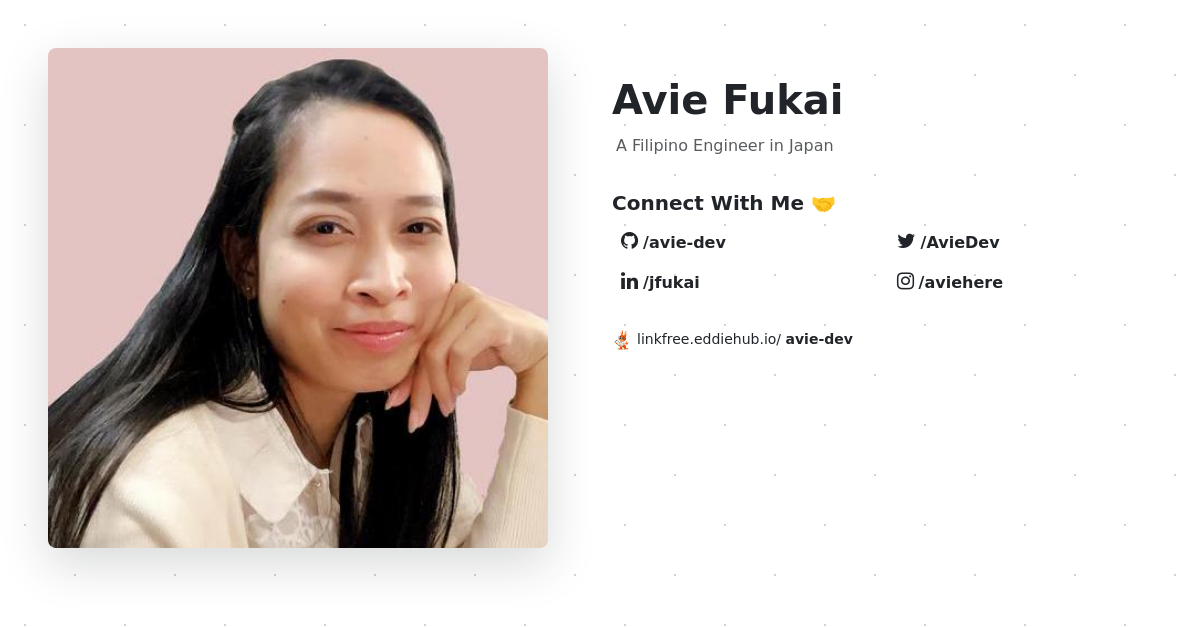 Avie Fukai
A Filipino Engineer in Japan
Connect With Me 🤝
/avie-dev
/AvieDev
/jfukai
/aviehere
linkfree.eddiehub.io/ avie-dev